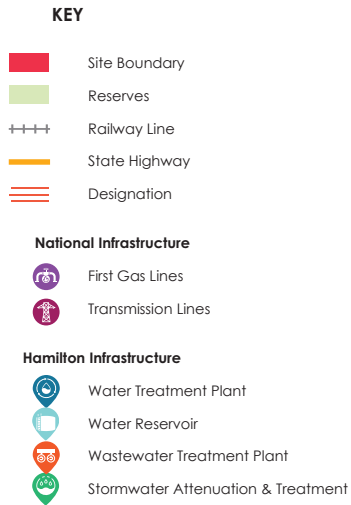 KEY
Site Boundary
Reserves
Railway Line
State Highway
Designation
National Infrastructure
First Gas Lines
Transmission Lines
Hamilton Infrastructure
Water Treatment Plant
Water Reservoir
Wastewater Treatment Plant
Stormwater Attenuation & Treatment